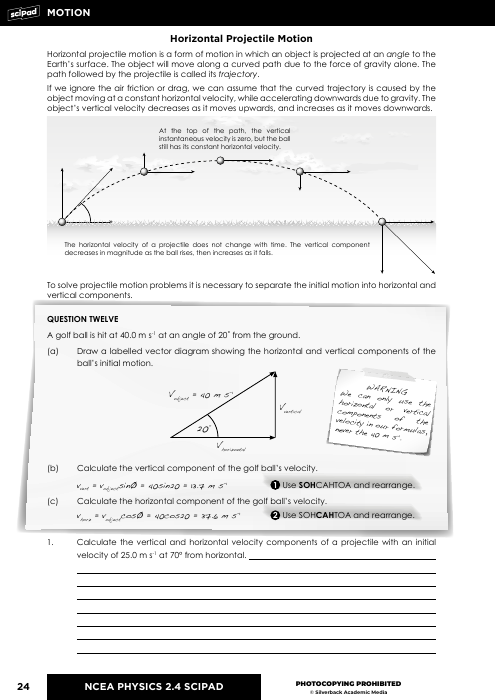 scipad MOTION
Horizontal Projectile Motion
Horizontal projectile motion is a form of motion in which an object is projected at an angle to the
Earth's surface. The object will move along a curved path due to the force of gravity alone. The
path followed by the projectile is called its trajectory.
If we ignore the air friction or drag, we can assume that the curved trajectory is caused by the
object moving at a constant horizontal velocity, while accelerating downwards due to gravity. The
object's vertical velocity decreases as it moves upwards, and increases as it moves downwards.
At the top of the path, the vertical
instantaneous velocity is zero, but the ball
still has its constant horizontal velocity.
The horizontal velocity of a projectile does not change with time. The vertical component
decreases in magnitude as the ball rises, then increases as it falls.
To solve projectile motion problems it is necessary to separate the initial motion into horizontal and
vertical components.
QUESTION TWELVE
A golf ball is hit at 40.0 m s⁻¹ at an angle of 20° from the ground.
(a) Draw a labelled vector diagram showing the horizontal and vertical components of the
ball's initial motion.
V object = 40 m s⁻¹
V vertical
20°
V horizontal
WARNING
We can only use the
horizontal or vertical
components of the
velocity in our formulas,
never the 40 m s⁻¹.
(b) Calculate the vertical component of the golf ball's velocity.
v vert = v object sinØ = 40sin20 = 13.7 m s⁻¹
1 Use SOHCAHTOA and rearrange.
(c) Calculate the horizontal component of the golf ball's velocity.
v horiz = v object cosØ = 40cos20 = 37.6 m s⁻¹
2 Use SOHCAHTOA and rearrange.
1. Calculate the vertical and horizontal velocity components of a projectile with an initial
velocity of 25.0 m s⁻¹ at 70° from horizontal.
24 NCEA PHYSICS 2.4 SCIPAD
PHOTOCOPYING PROHIBITED
© Silverback Academic Media